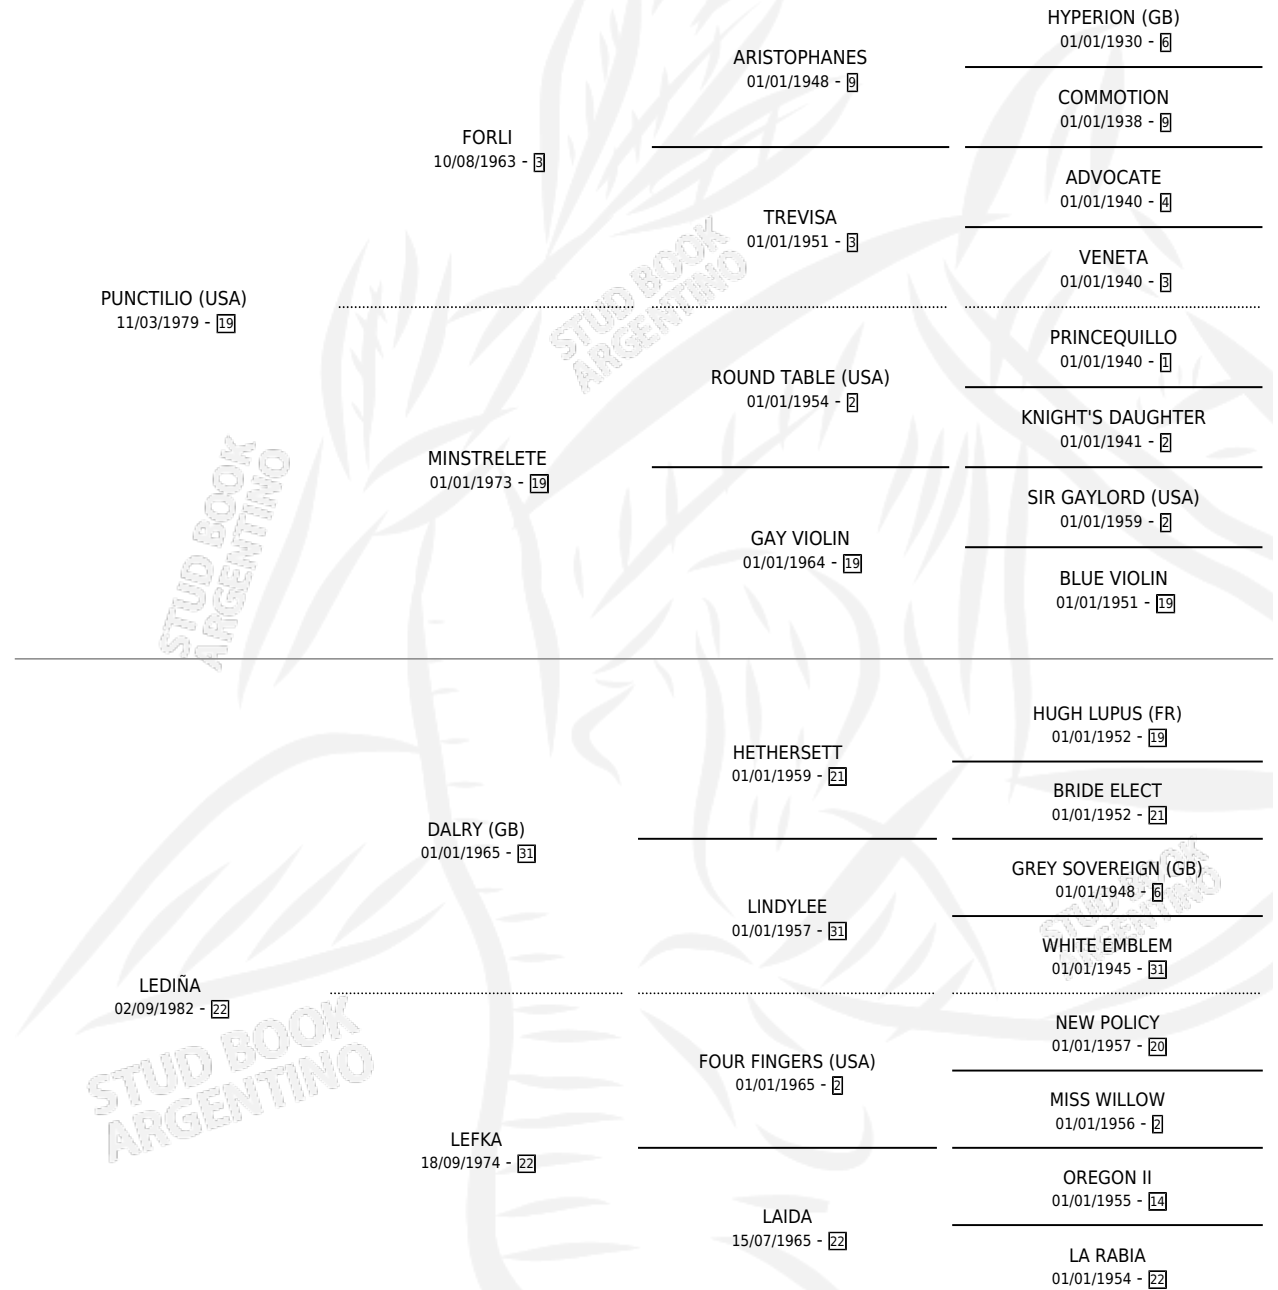 HYPERION (GB)
01/01/1930 - 6
ARISTOPHANES
01/01/1948 - 9
COMMOTION
01/01/1938 - 9
FORLI
10/08/1963 - 3
ADVOCATE
01/01/1940 - 4
TREVISA
01/01/1951 - 3
VENETA
01/01/1940 - 3
PUNCTILIO (USA)
11/03/1979 - 19
PRINCEQUILLO
01/01/1940 - 1
ROUND TABLE (USA)
01/01/1954 - 2
KNIGHT'S DAUGHTER
01/01/1941 - 2
MINSTRELETE
01/01/1973 - 19
SIR GAYLORD (USA)
01/01/1959 - 2
GAY VIOLIN
01/01/1964 - 19
BLUE VIOLIN
01/01/1951 - 19
STUD BOOK
ARGENTINO
STUD BOOK
ARGENTINO
HUGH LUPUS (FR)
01/01/1952 - 19
HETHERSETT
01/01/1959 - 21
BRIDE ELECT
01/01/1952 - 21
DALRY (GB)
01/01/1965 - 31
GREY SOVEREIGN (GB)
01/01/1948 - 6
LINDYLEE
01/01/1957 - 31
WHITE EMBLEM
01/01/1945 - 31
STUD BOOK
ARGENTINO
LEDIÑA
02/09/1982 - 22
NEW POLICY
01/01/1957 - 20
FOUR FINGERS (USA)
01/01/1965 - 2
MISS WILLOW
01/01/1956 - 2
LEFKA
18/09/1974 - 22
OREGON II
01/01/1955 - 14
LAIDA
15/07/1965 - 22
LA RABIA
01/01/1954 - 22
STUD BOOK
ARGENTINO